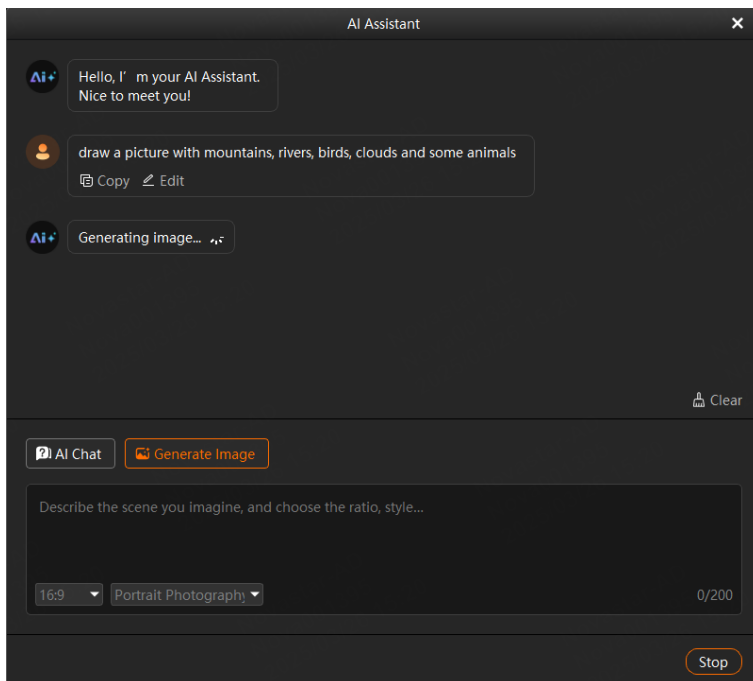 AI Assistant
Ai+
Hello, I’ m your AI Assistant.
Nice to meet you!
draw a picture with mountains, rivers, birds, clouds and some animals
Copy Edit
Ai+
Generating image...
Clear
AI Chat Generate Image
Describe the scene you imagine, and choose the ratio, style...
16:9 Portrait Photography 0/200
Stop